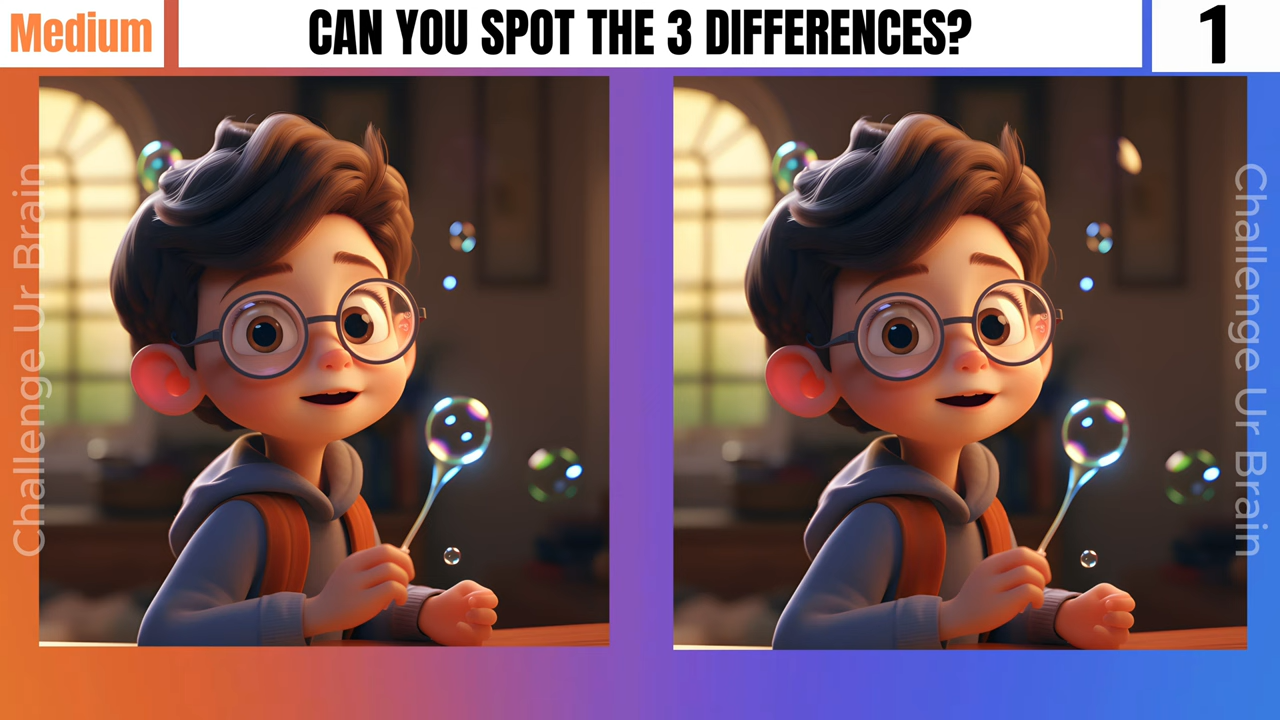 Medium
CAN YOU SPOT THE 3 DIFFERENCES?
1
Challenge Ur Brain
Challenge Ur Brain